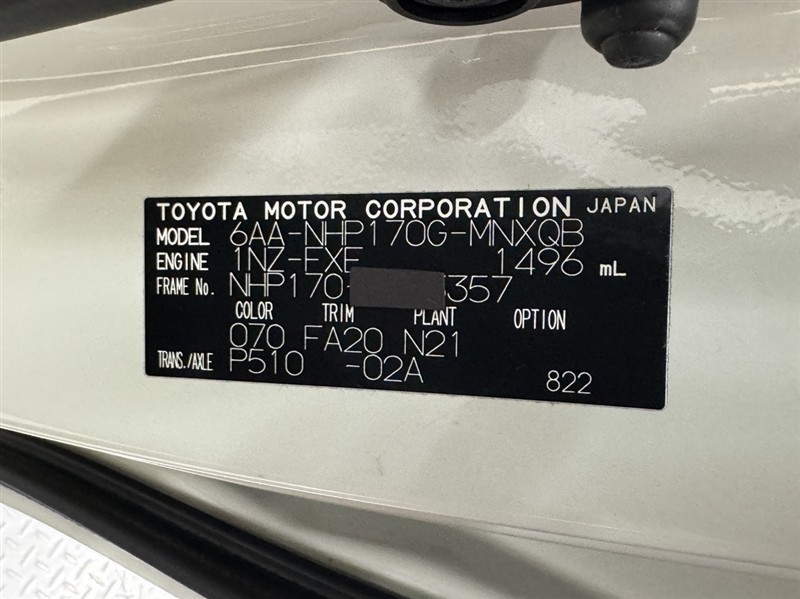 TOYOTA MOTOR CORPORATION JAPAN
MODEL 6AA-NHP170G-MNXQB
ENGINE 1NZ-FXE 1496 mL
FRAME No. NHP170- 357
COLOR TRIM PLANT OPTION
070 FA20 N21
TRANS./AXLE P510 -02A 822